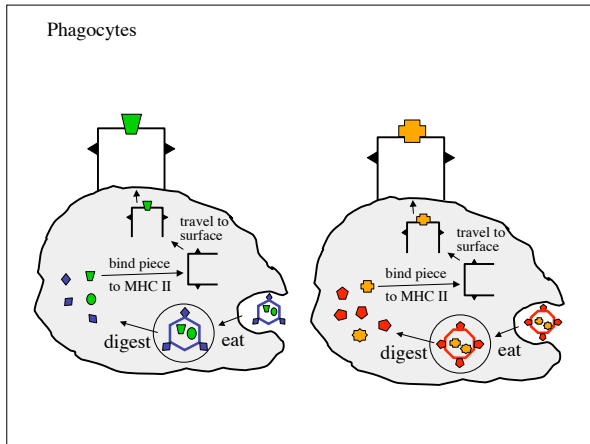 Phagocytes
travel to
surface
bind piece
to MHC II
digest
eat
travel to
surface
bind piece
to MHC II
digest
eat